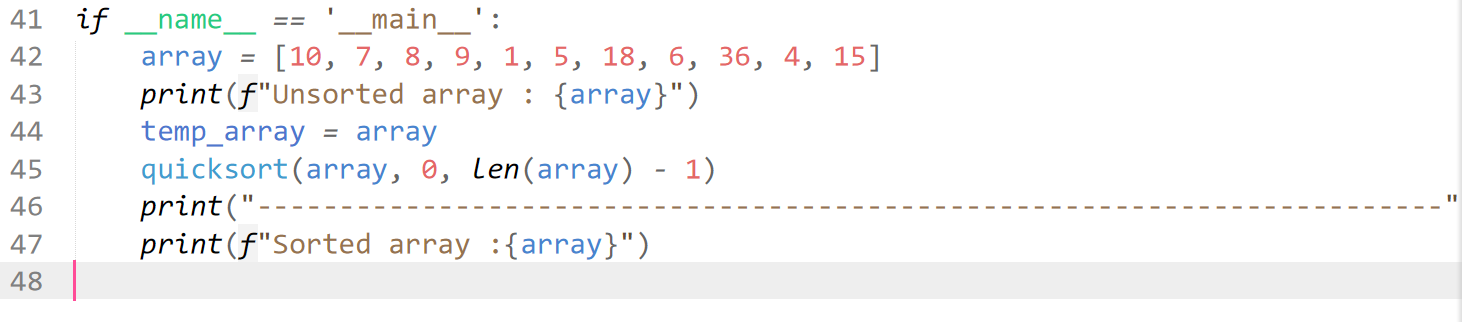 41 if __name__ == '__main__':
42 array = [10, 7, 8, 9, 1, 5, 18, 6, 36, 4, 15]
43 print(f"Unsorted array : {array}")
44 temp_array = array
45 quicksort(array, 0, len(array) - 1)
46 print("------------------------------------------------------------------------"
47 print(f"Sorted array :{array}")
48